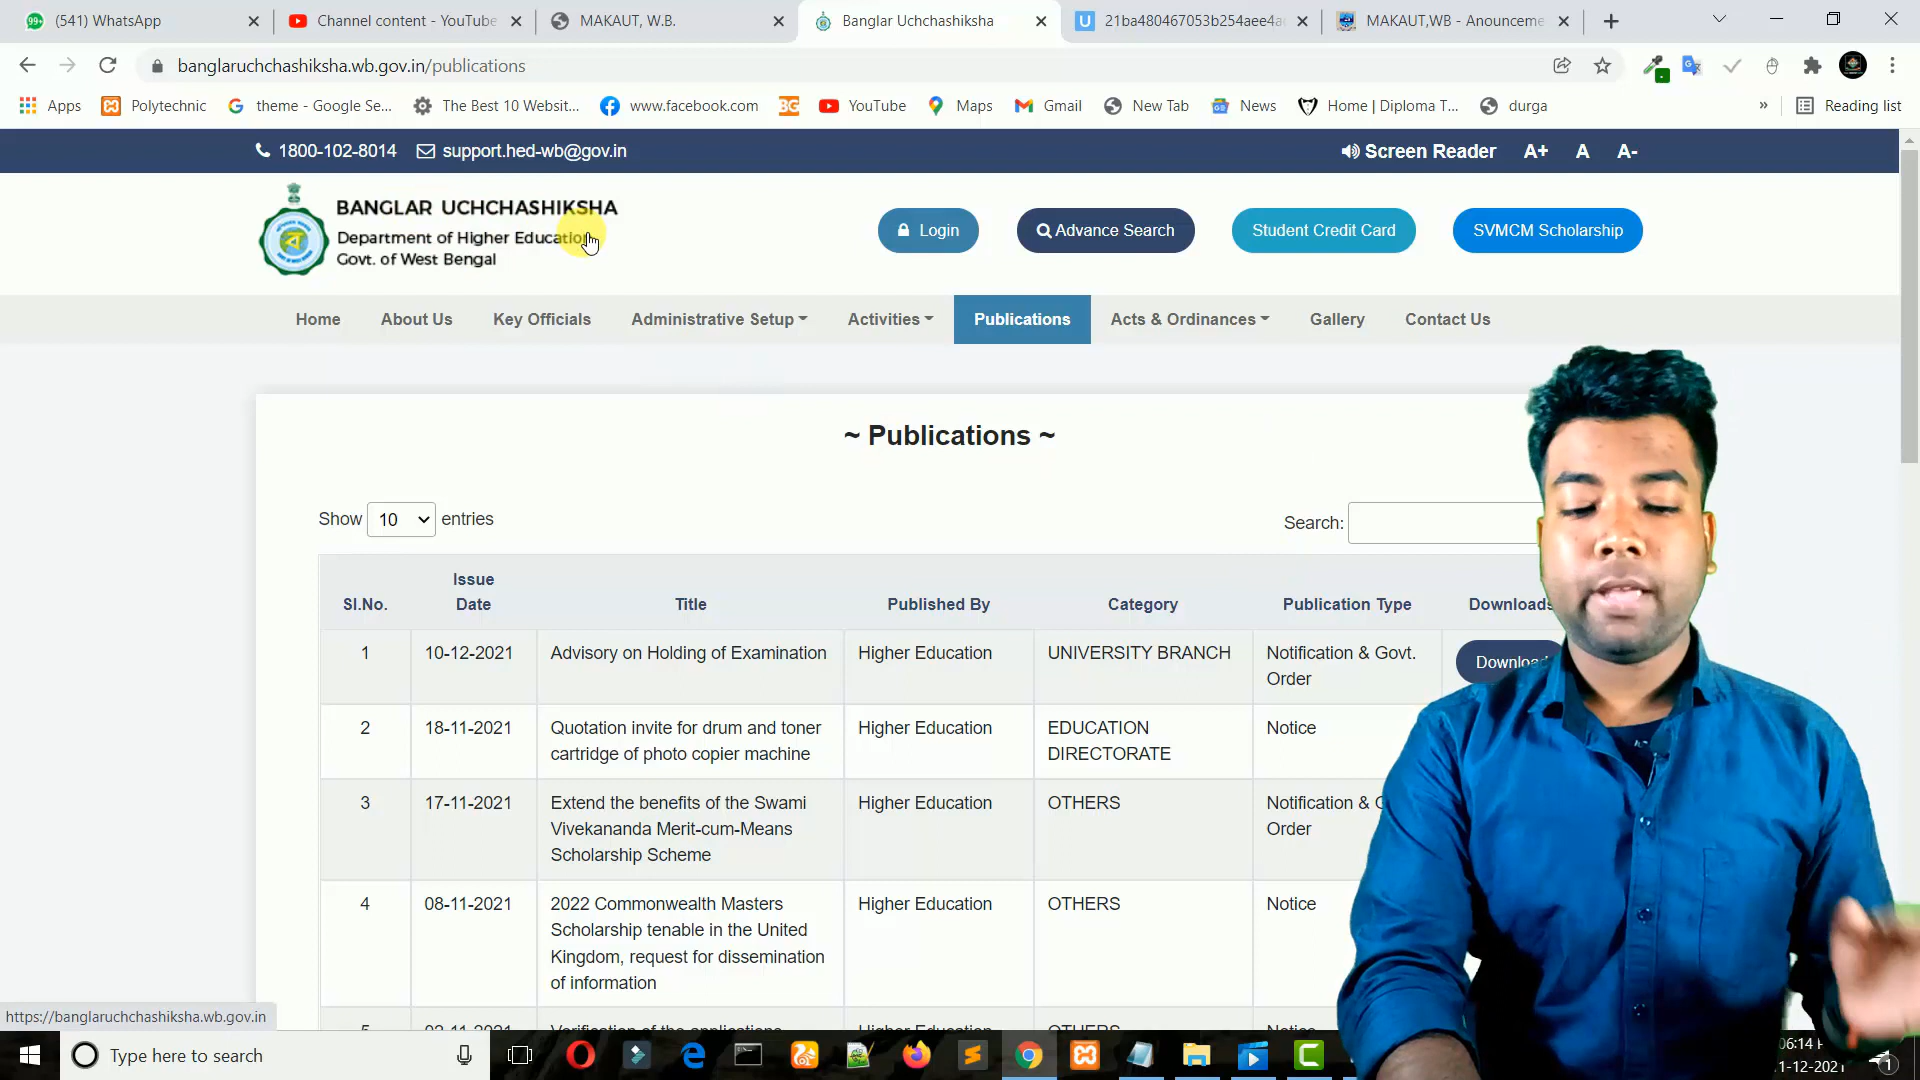 (541) WhatsApp
Channel content - YouTube
MAKAUT, W.B.
Banglar Uchchashiksha
21ba480467053b254aee4a
MAKAUT,WB - Anounceme
banglaruchchashiksha.wb.gov.in/publications
Apps
Polytechnic
theme - Google Se...
The Best 10 Websit...
www.facebook.com
YouTube
Maps
Gmail
New Tab
News
Home | Diploma T...
durga
»
Reading list
1800-102-8014
support.hed-wb@gov.in
Screen Reader
A+
A
A-
BANGLAR UCHCHASHIKSHA
Department of Higher Education
Govt. of West Bengal
Login
Advance Search
Student Credit Card
SVMCM Scholarship
Home
About Us
Key Officials
Administrative Setup
Activities
Publications
Acts & Ordinances
Gallery
Contact Us
~ Publications ~
Show 10 entries
Search:
Sl.No.
Issue
Date
Title
Published By
Category
Publication Type
Downloads
1
10-12-2021
Advisory on Holding of Examination
Higher Education
UNIVERSITY BRANCH
Notification & Govt.
Order
Download
2
18-11-2021
Quotation invite for drum and toner
cartridge of photo copier machine
Higher Education
EDUCATION
DIRECTORATE
Notice
3
17-11-2021
Extend the benefits of the Swami
Vivekananda Merit-cum-Means
Scholarship Scheme
Higher Education
OTHERS
Notification & G
Order
4
08-11-2021
2022 Commonwealth Masters
Scholarship tenable in the United
Kingdom, request for dissemination
of information
Higher Education
OTHERS
Notice
https://banglaruchchashiksha.wb.gov.in
Type here to search
06:14
1-12-2021
1